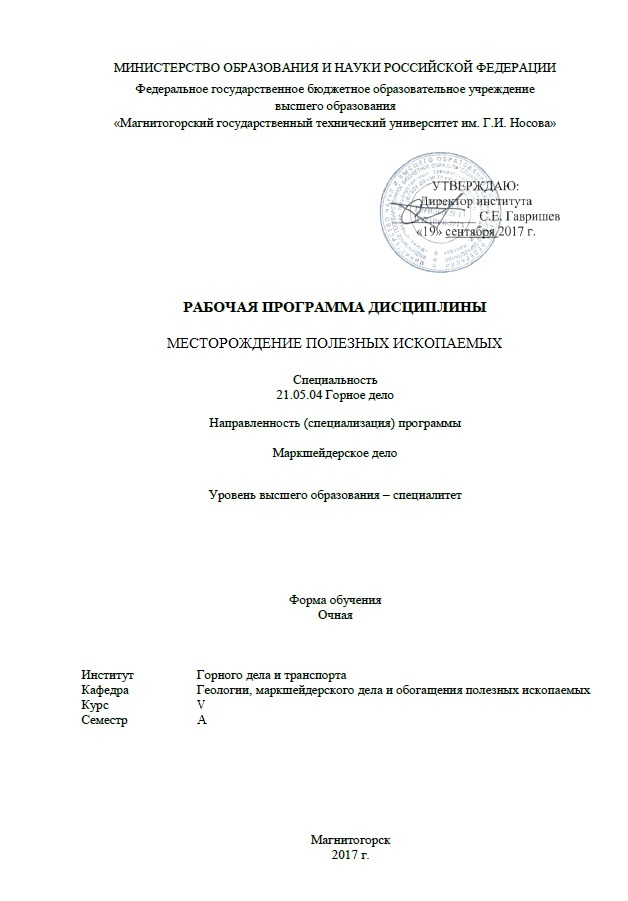 МИНИСТЕРСТВО ОБРАЗОВАНИЯ И НАУКИ РОССИЙСКОЙ ФЕДЕРАЦИИ
Федеральное государственное бюджетное образовательное учреждение
высшего образования
«Магнитогорский государственный технический университет им. Г.И. Носова»
УТВЕРЖДАЮ:
Директор института
С.Е. Гавришев
«19» сентября 2017 г.
РАБОЧАЯ ПРОГРАММА ДИСЦИПЛИНЫ
МЕСТОРОЖДЕНИЕ ПОЛЕЗНЫХ ИСКОПАЕМЫХ
Специальность
21.05.04 Горное дело
Направленность (специализация) программы
Маркшейдерское дело
Уровень высшего образования – специалитет
Форма обучения
Очная
Институт Горного дела и транспорта
Кафедра Геологии, маркшейдерского дела и обогащения полезных ископаемых
Курс V
Семестр А
Магнитогорск
2017 г.